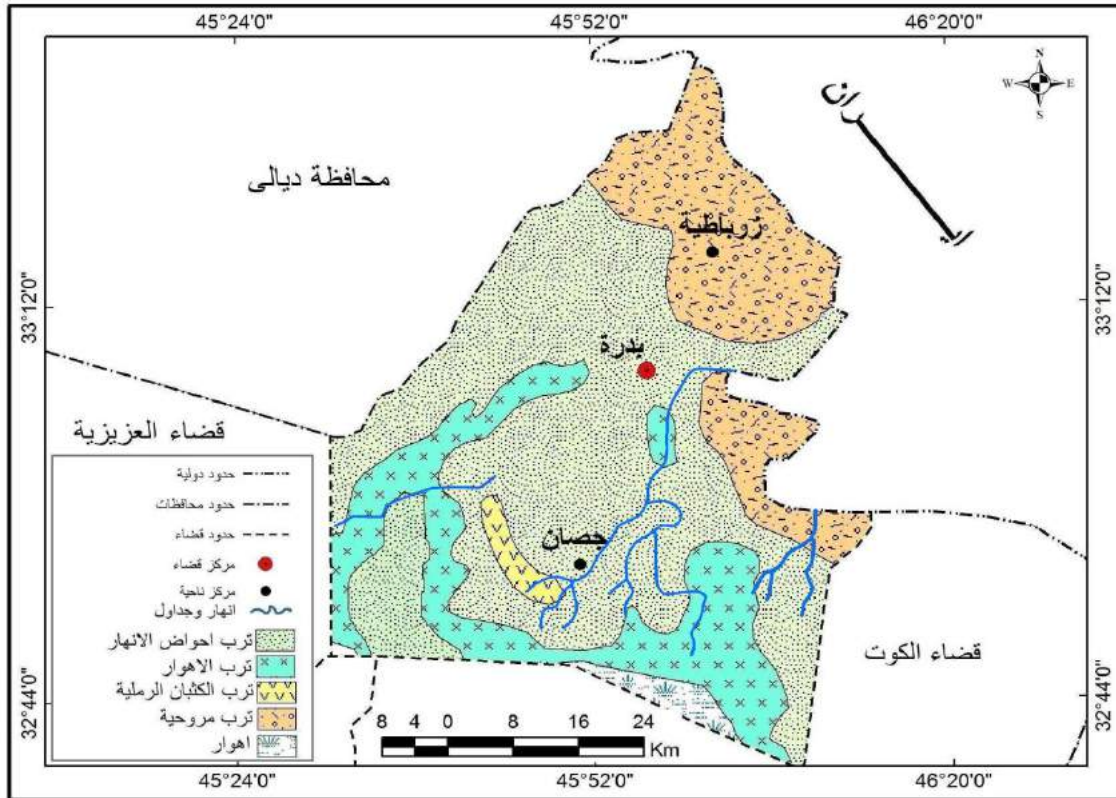 45°24'0" 45°52'0" 46°20'0"
N
W E
S
ايران
محافظة ديالى
زرباطية
33°12'0" 33°12'0"
بدرة
قضاء العزيزية
حدود دولية
حدود محافظات
حدود قضاء
مركز قضاء
مركز ناحية
انهار وجداول
ترب احواض الانهار
ترب الاهوار
ترب الكثبان الرملية
ترب مروحية
اهوار
جصان
قضاء الكوت
32°44'0" 32°44'0"
8 4 0 8 16 24
Km
45°24'0" 45°52'0" 46°20'0"